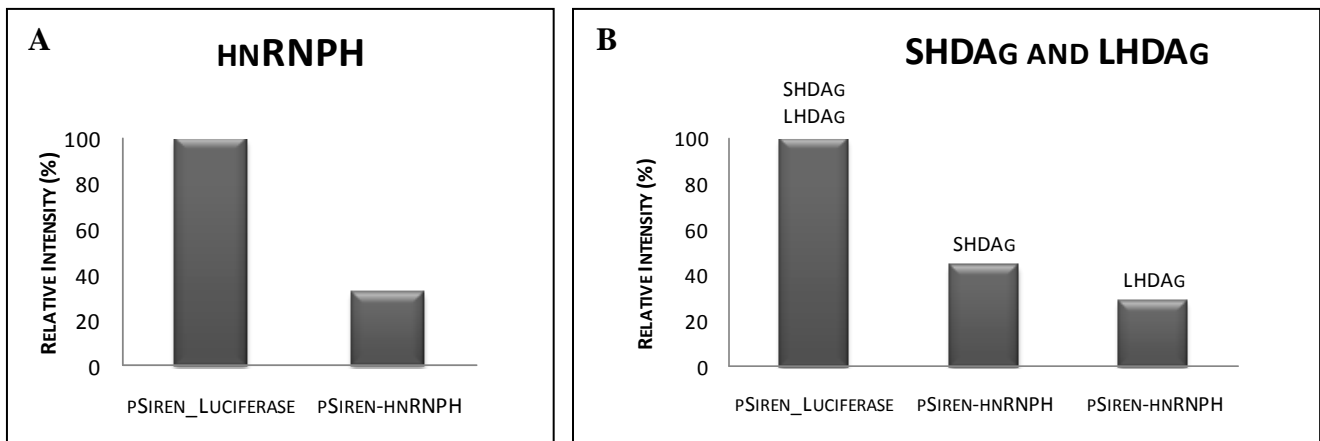 A
HNRNPH
100
80
60
40
20
0
RELATIVE INTENSITY (%)
PSIREN_LUCIFERASE PSIREN-HNRNPH
B
SHDAG AND LHDAG
SHDAG
LHDAG
100
80
60
40
20
0
RELATIVE INTENSITY (%)
SHDAG
LHDAG
PSIREN_LUCIFERASE PSIREN-HNRNPH PSIREN-HNRNPH